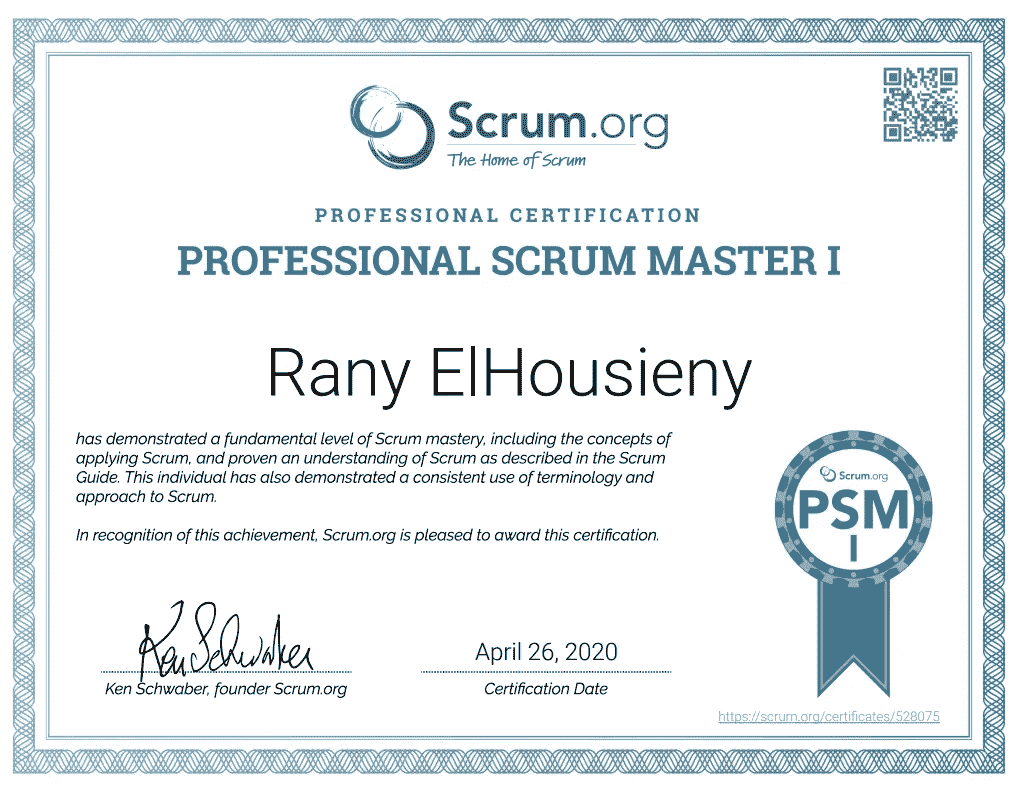 Scrum.org
The Home of Scrum
PROFESSIONAL CERTIFICATION
PROFESSIONAL SCRUM MASTER I
Rany ElHousieny
has demonstrated a fundamental level of Scrum mastery, including the concepts of
applying Scrum, and proven an understanding of Scrum as described in the Scrum
Guide. This individual has also demonstrated a consistent use of terminology and
approach to Scrum.
In recognition of this achievement, Scrum.org is pleased to award this certification.
Scrum.org
PSM
I
Ken Schwaber
April 26, 2020
Ken Schwaber, founder Scrum.org
Certification Date
https://scrum.org/certificates/528075